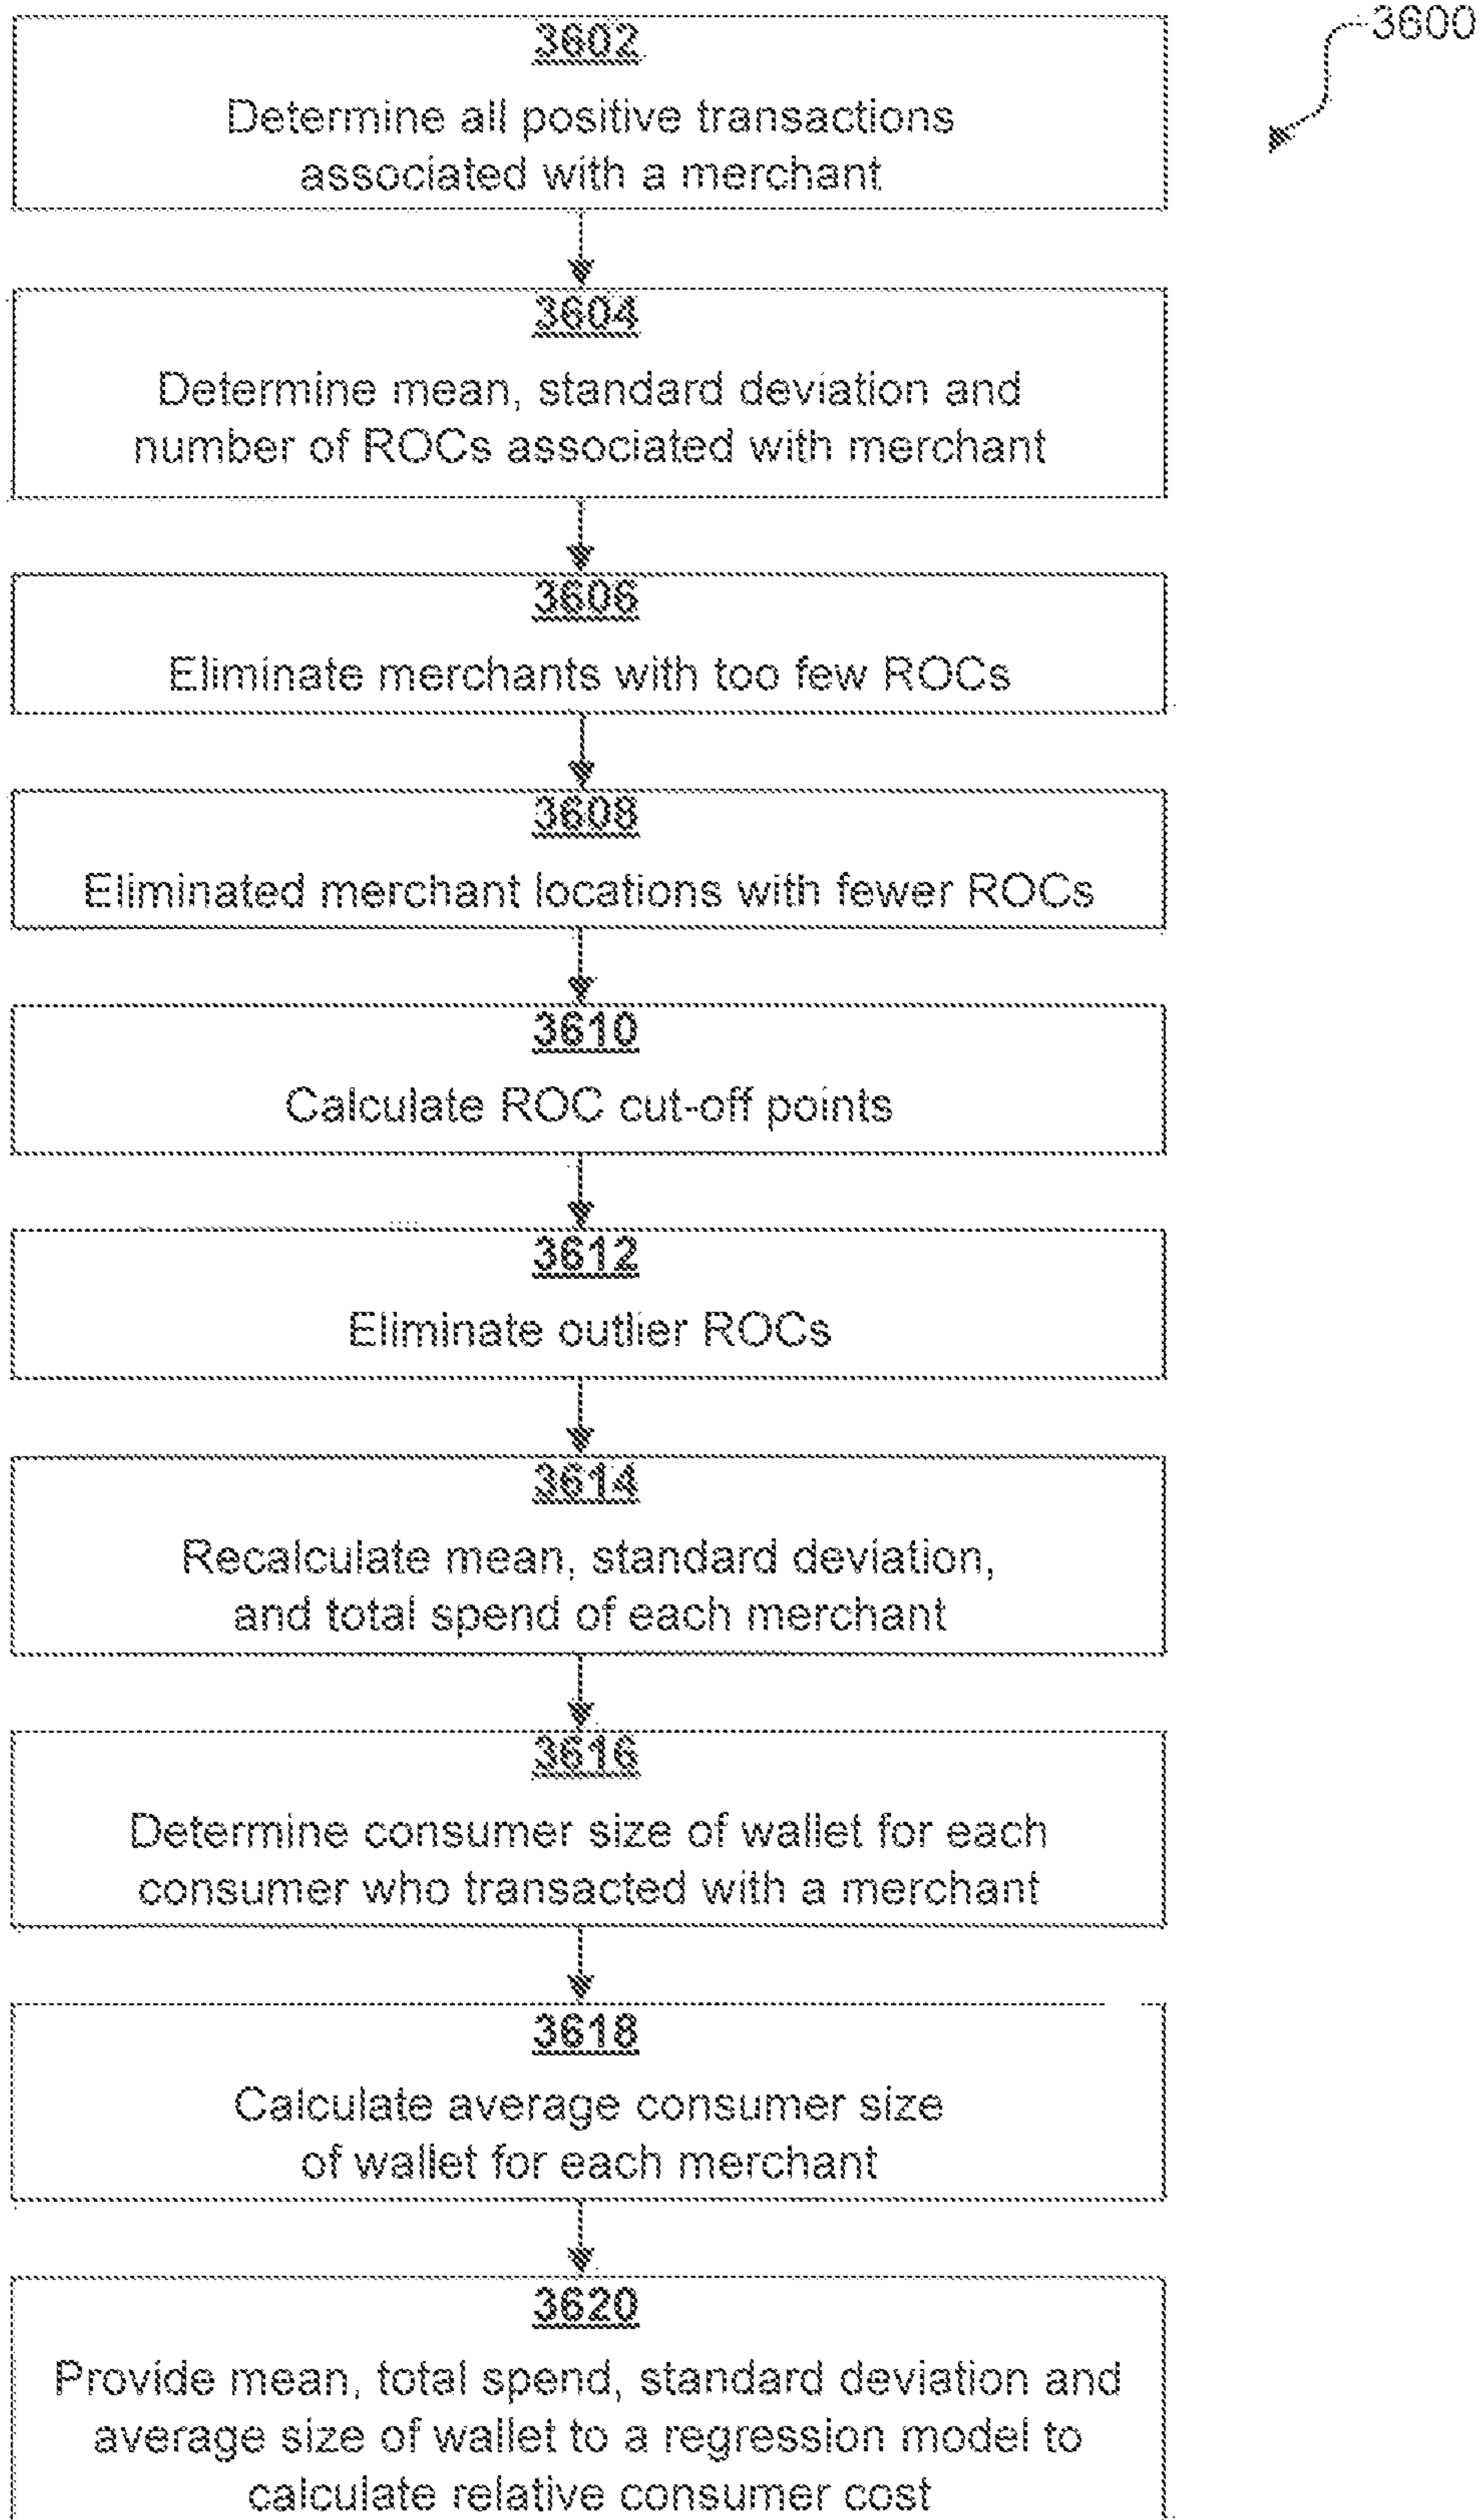 3600
3602
Determine all positive transactions
associated with a merchant
3604
Determine mean, standard deviation and
number of ROCs associated with merchant
3606
Eliminate merchants with too few ROCs
3608
Eliminated merchant locations with fewer ROCs
3610
Calculate ROC cut-off points
3612
Eliminate outlier ROCs
3614
Recalculate mean, standard deviation,
and total spend of each merchant
3616
Determine consumer size of wallet for each
consumer who transacted with a merchant
3618
Calculate average consumer size
of wallet for each merchant
3620
Provide mean, total spend, standard deviation and
average size of wallet to a regression model to
calculate relative consumer cost